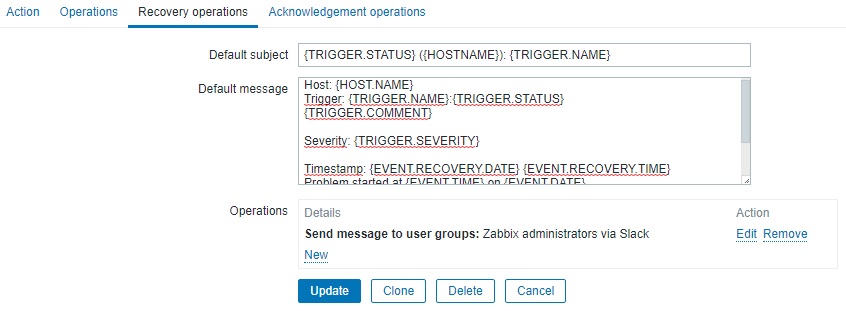 Action Operations Recovery operations Acknowledgement operations
Default subject {TRIGGER.STATUS} ({HOSTNAME}): {TRIGGER.NAME}
Default message Host: {HOST.NAME}
Trigger: {TRIGGER.NAME}:{TRIGGER.STATUS}
{TRIGGER.COMMENT}
Severity: {TRIGGER.SEVERITY}
Timestamp: {EVENT.RECOVERY.DATE} {EVENT.RECOVERY.TIME}
Problem started at {EVENT.TIME} on {EVENT.DATE}
Operations Details Action
Send message to user groups: Zabbix administrators via Slack Edit Remove
New
Update Clone Delete Cancel